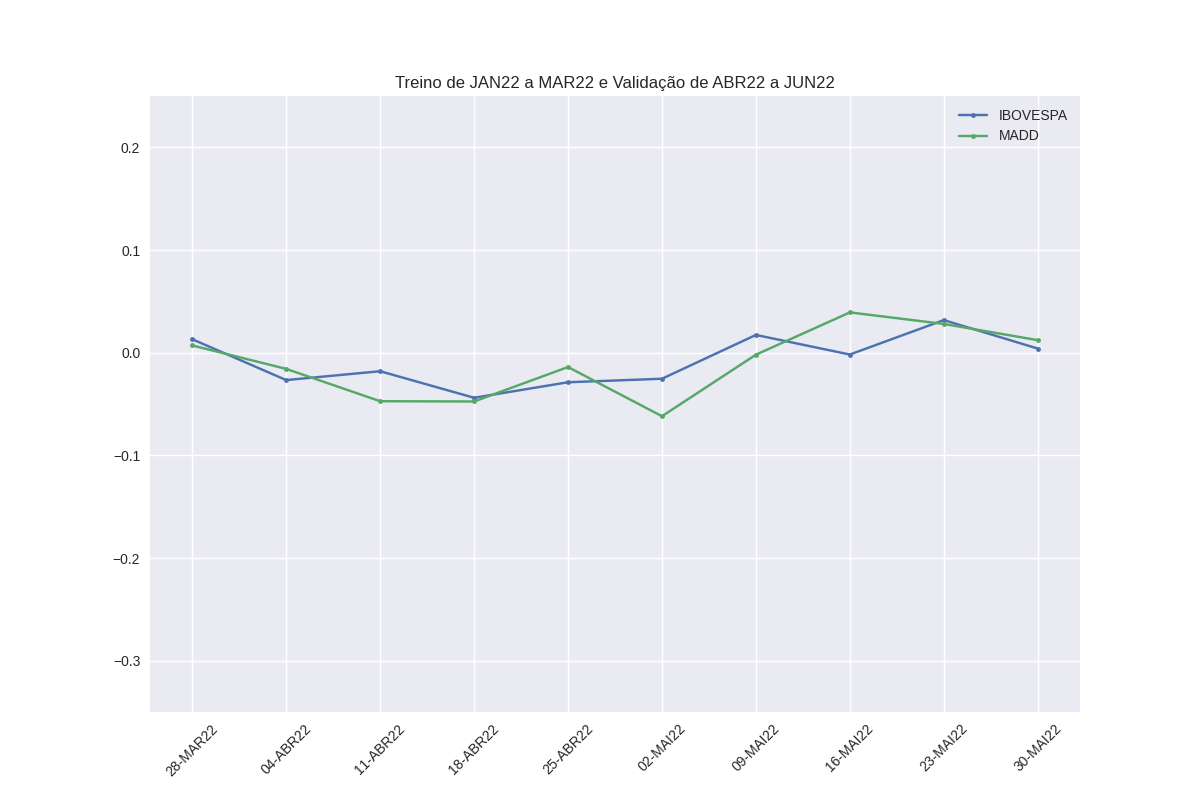 Treino de JAN22 a MAR22 e Validação de ABR22 a JUN22
IBOVESPA
MADD
0.2
0.1
0.0
−0.1
−0.2
−0.3
28-MAR22
04-ABR22
11-ABR22
18-ABR22
25-ABR22
02-MAI22
09-MAI22
16-MAI22
23-MAI22
30-MAI22